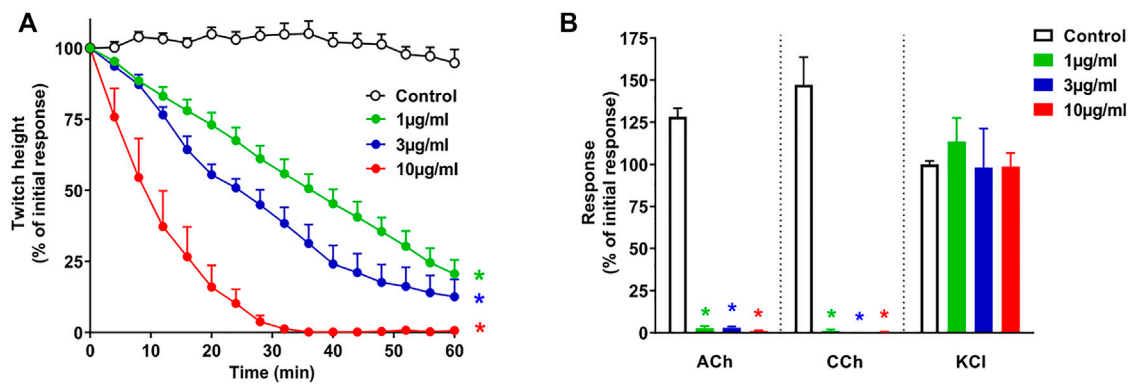 A
Twitch height
(% of initial response)
100
75
50
25
0
0 10 20 30 40 50 60
Time (min)
Control
1µg/ml
3µg/ml
10µg/ml
*
*
*
B
Response
(% of initial response)
175
150
125
100
75
50
25
0
* * *
* * *
ACh CCh KCl
Control
1µg/ml
3µg/ml
10µg/ml